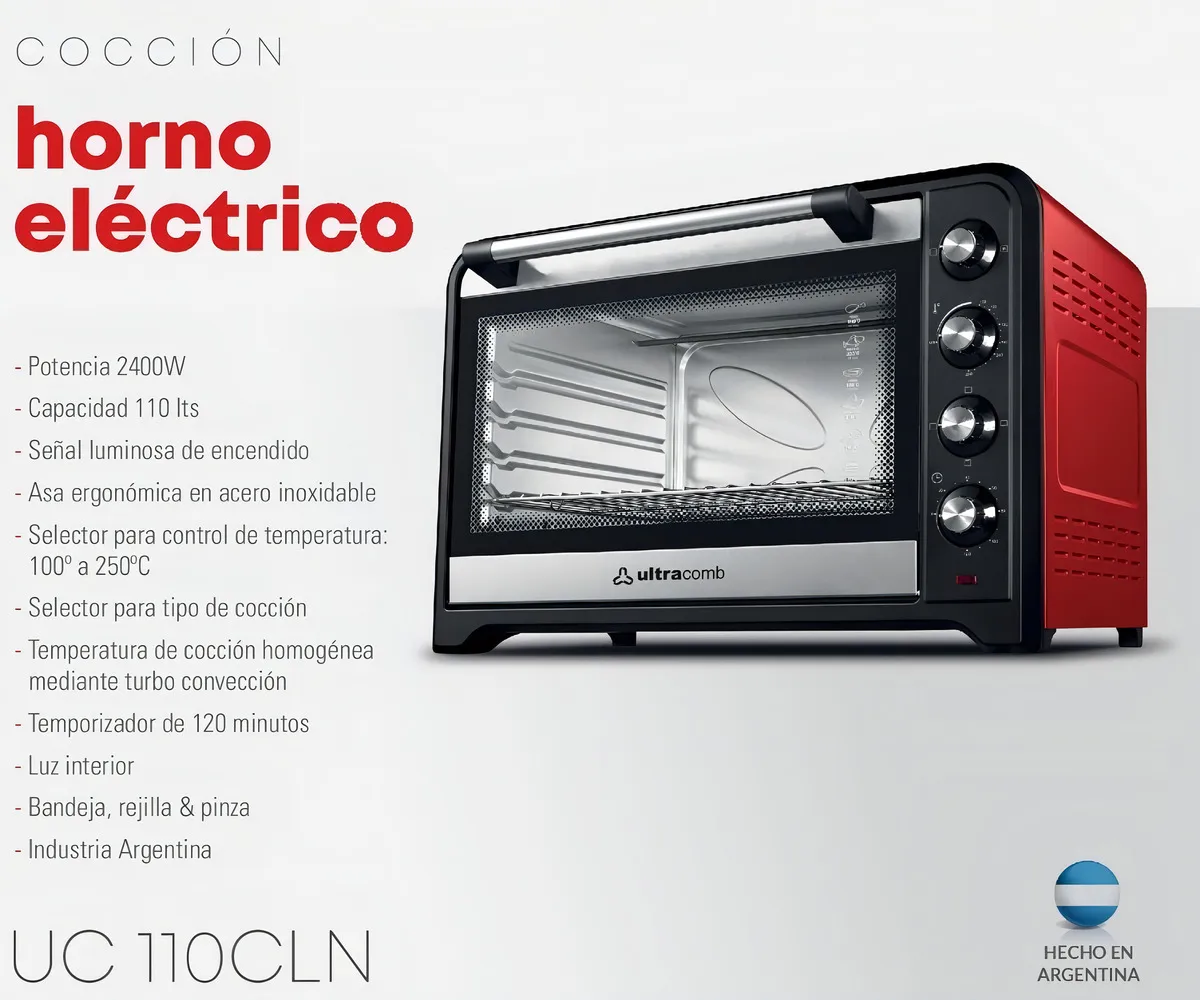 COCCIÓN
horno
eléctrico
- Potencia 2400W
- Capacidad 110 lts
- Señal luminosa de encendido
- Asa ergonómica en acero inoxidable
- Selector para control de temperatura:
100º a 250ºC
- Selector para tipo de cocción
- Temperatura de cocción homogénea
mediante turbo convección
- Temporizador de 120 minutos
- Luz interior
- Bandeja, rejilla & pinza
- Industria Argentina
UC 110CLN
ultracomb
HECHO EN
ARGENTINA